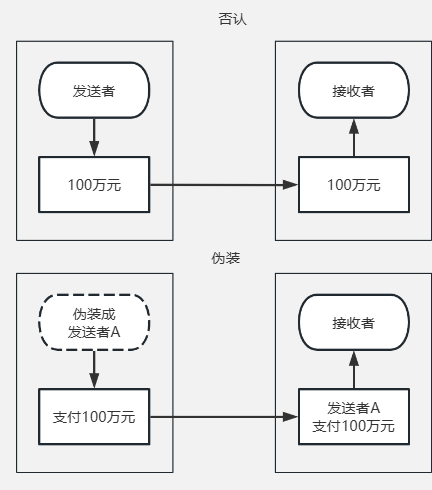 否认
发送者
接收者
100万元
100万元
伪装
伪装成
发送者A
接收者
支付100万元
发送者A
支付100万元